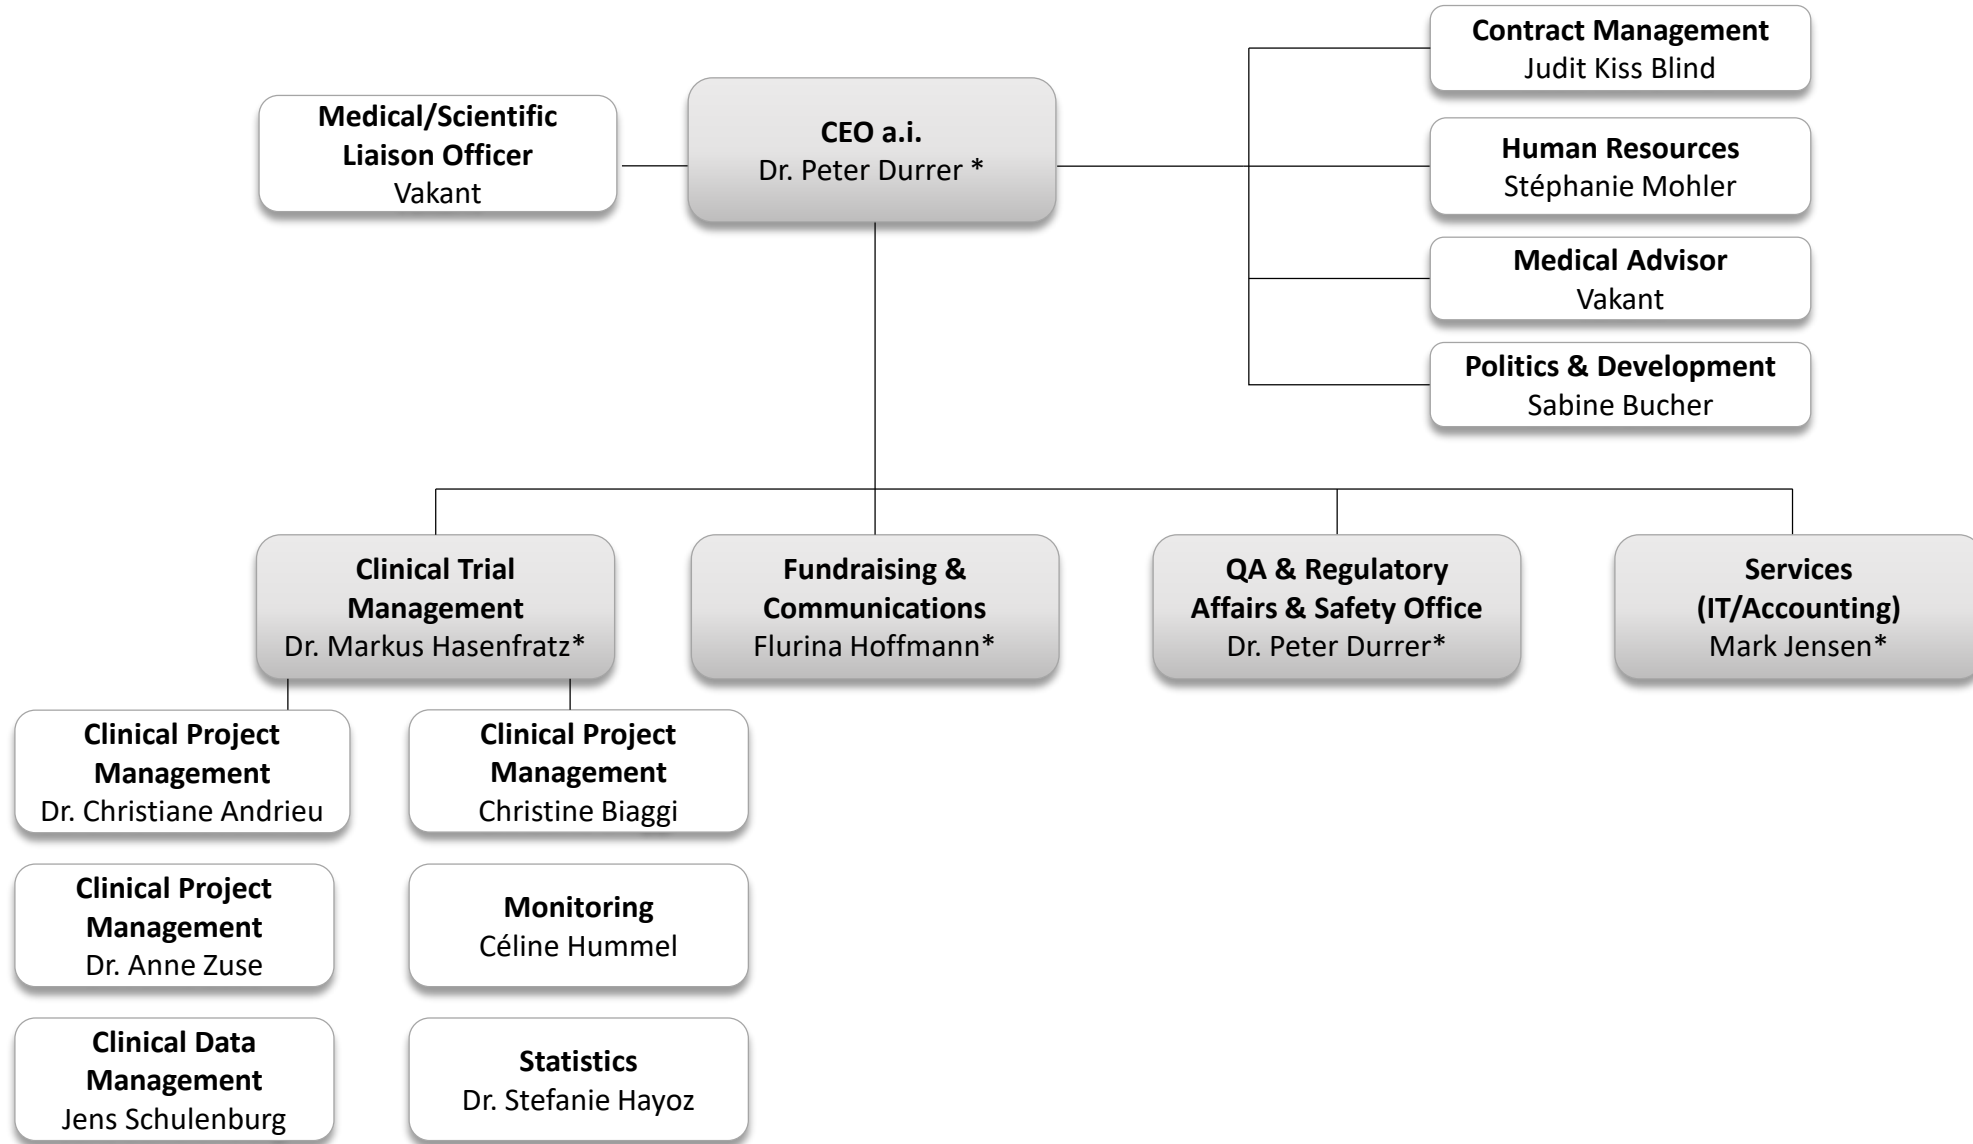 Contract Management
Judit Kiss Blind
Medical/Scientific
Liaison Officer
Vakant
CEO a.i.
Dr. Peter Durrer *
Human Resources
Stéphanie Mohler
Medical Advisor
Vakant
Politics & Development
Sabine Bucher
Clinical Trial
Management
Dr. Markus Hasenfratz*
Fundraising &
Communications
Flurina Hoffmann*
QA & Regulatory
Affairs & Safety Office
Dr. Peter Durrer*
Services
(IT/Accounting)
Mark Jensen*
Clinical Project
Management
Dr. Christiane Andrieu
Clinical Project
Management
Christine Biaggi
Clinical Project
Management
Dr. Anne Zuse
Monitoring
Céline Hummel
Clinical Data
Management
Jens Schulenburg
Statistics
Dr. Stefanie Hayoz